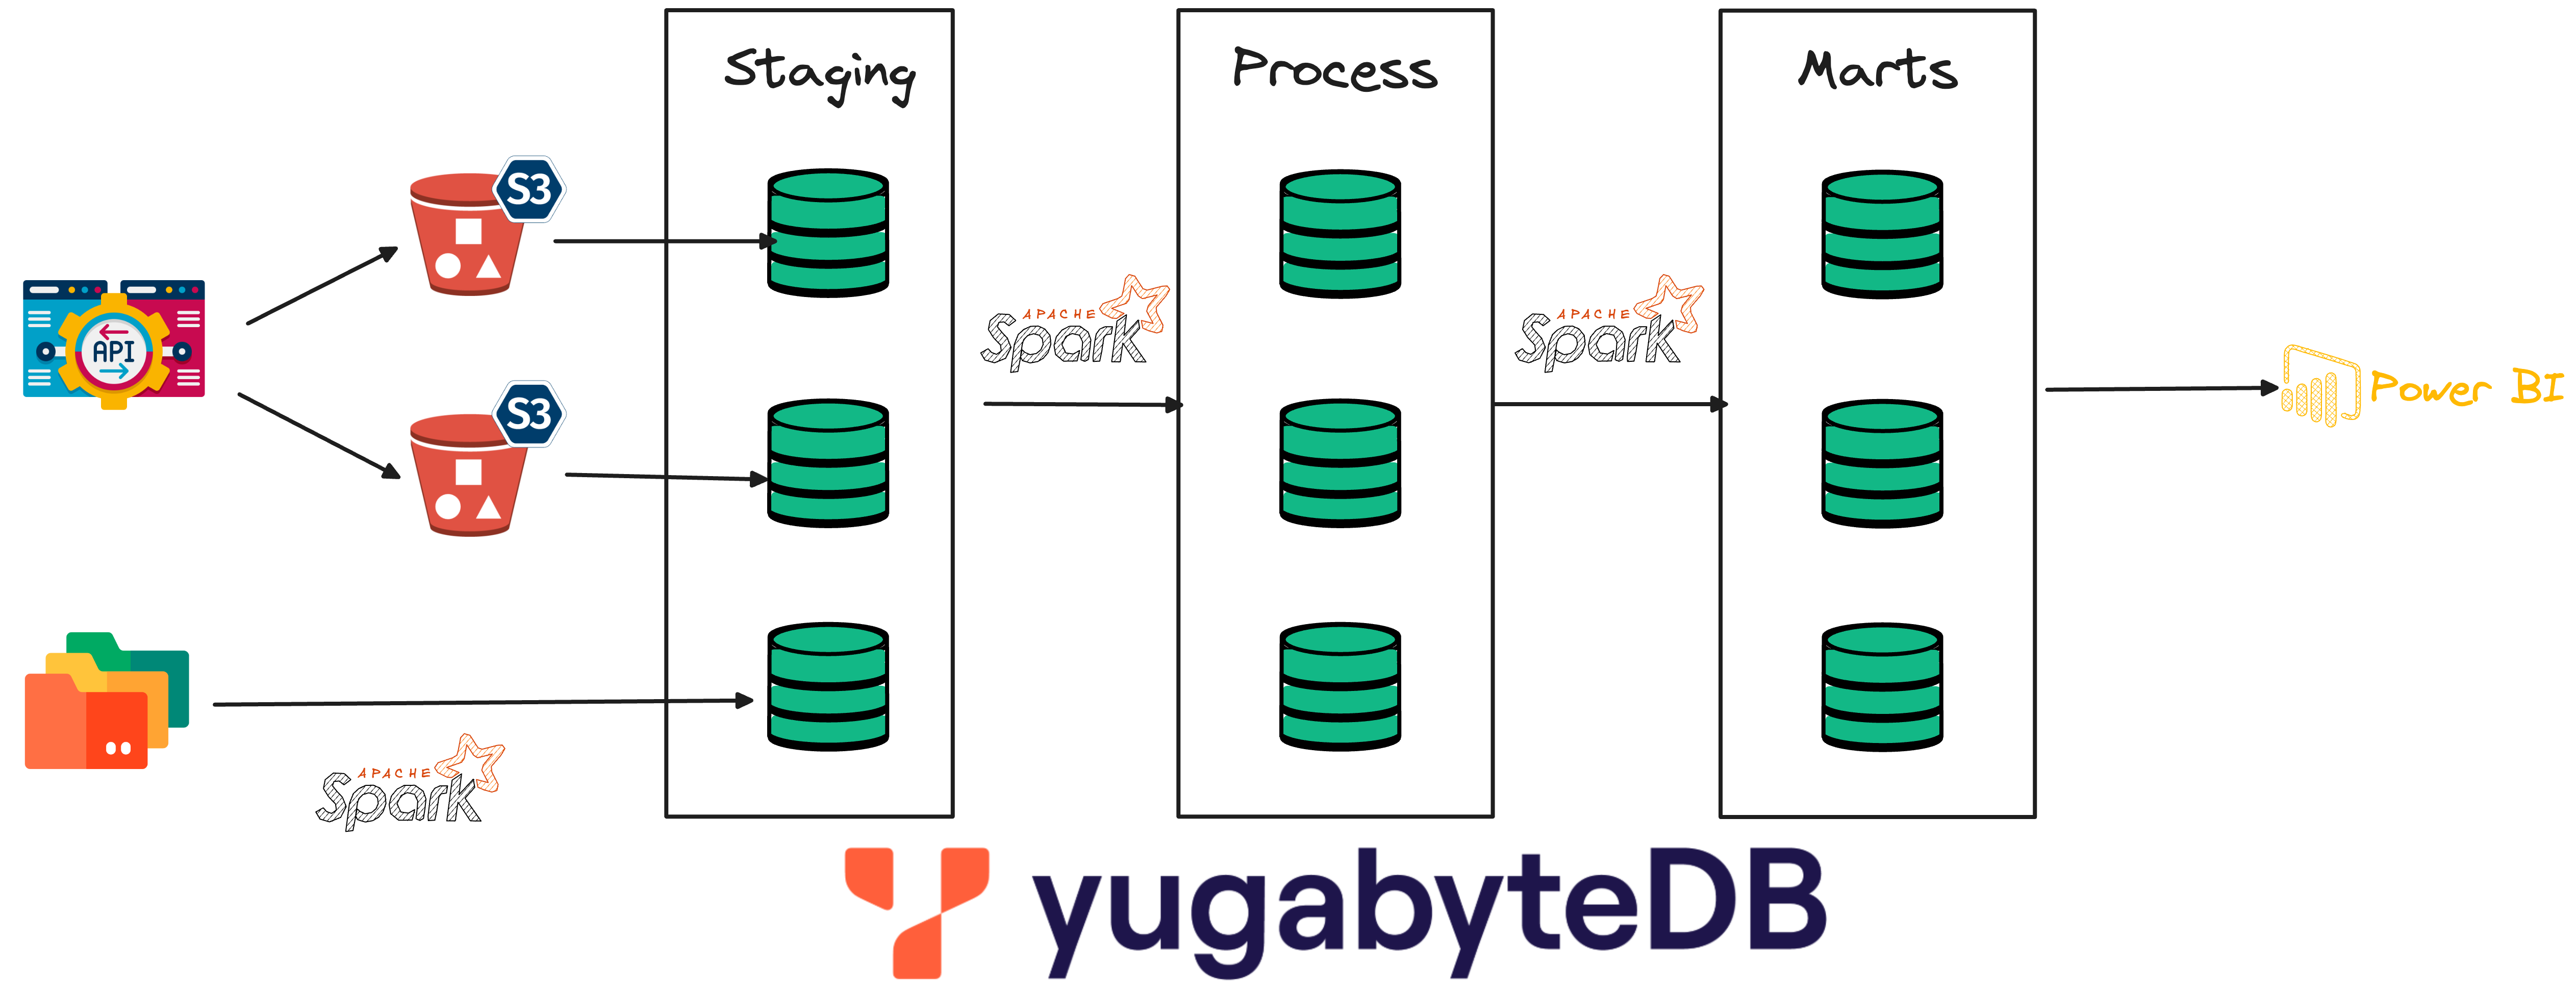 Staging
Process
Marts
S3
S3
API
APACHE
Spark
APACHE
Spark
Power BI
APACHE
Spark
yugabyteDB